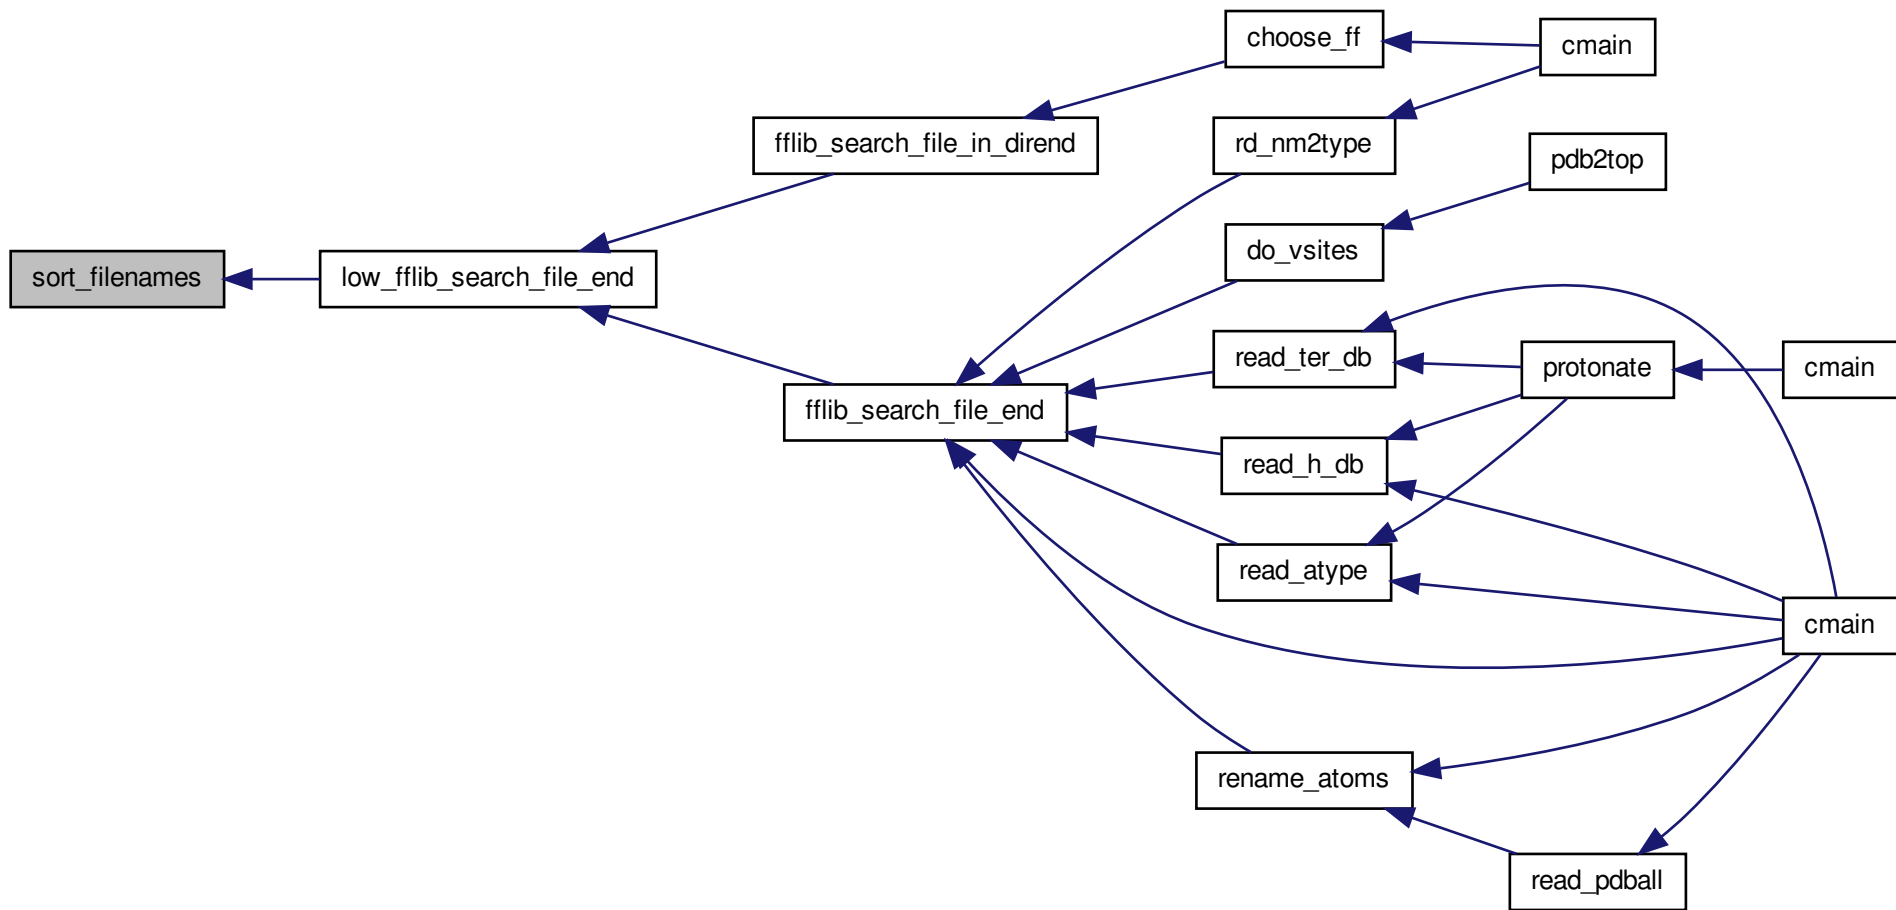 choose_ff
cmain
fflib_search_file_in_dirend
rd_nm2type
pdb2top
sort_filenames
low_fflib_search_file_end
do_vsites
read_ter_db
protonate
cmain
fflib_search_file_end
read_h_db
read_atype
cmain
rename_atoms
read_pdball